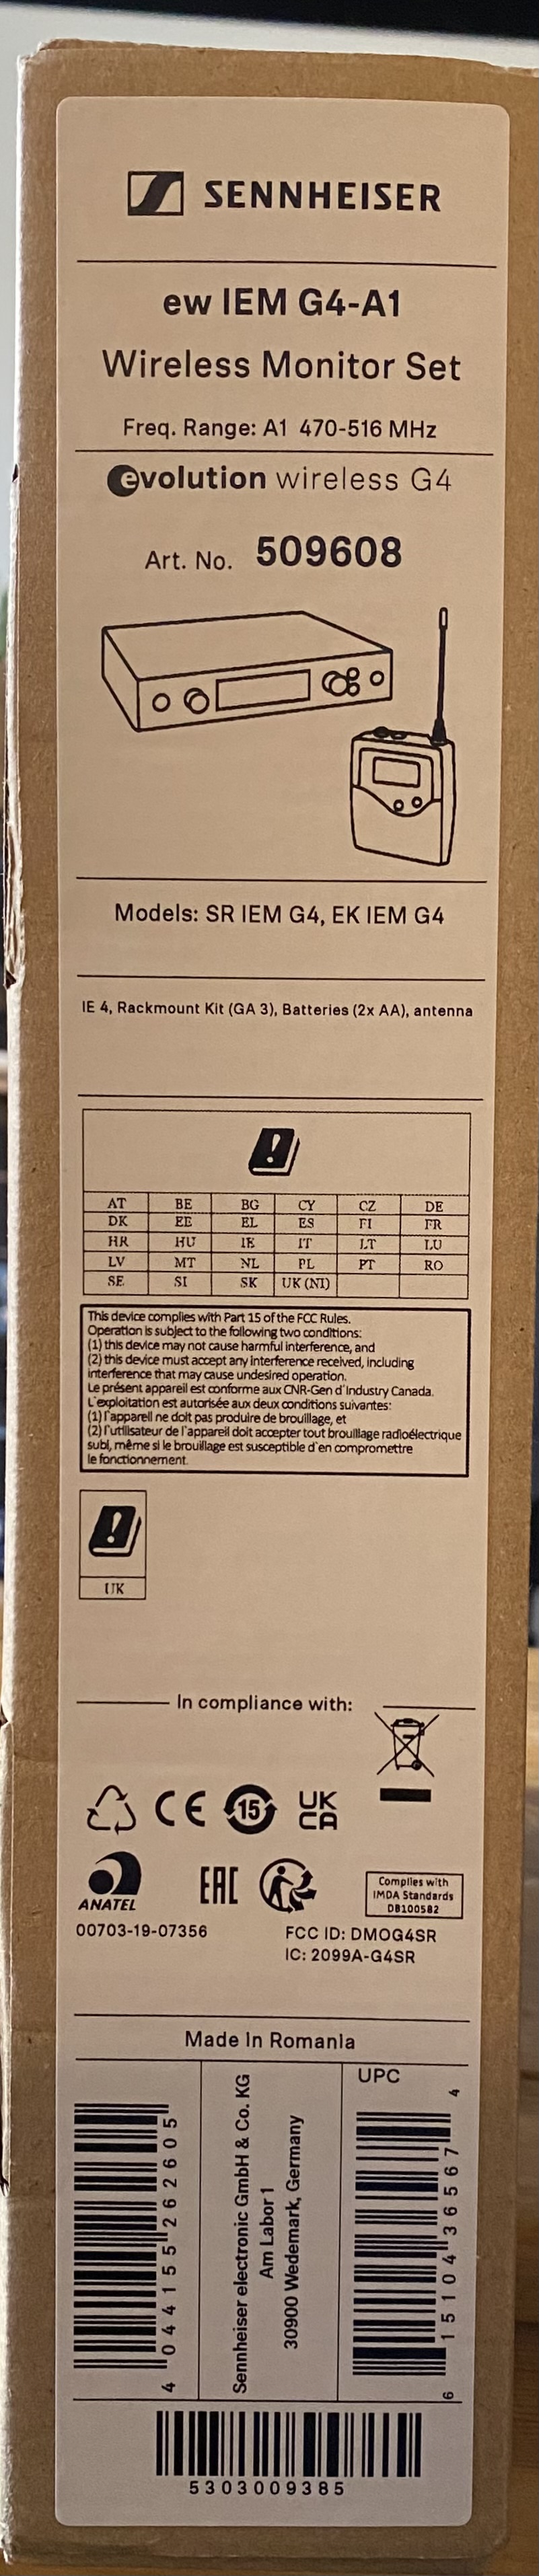 SENNHEISER
ew IEM G4-A1
Wireless Monitor Set
Freq. Range: A1 470-516 MHz
evolution wireless G4
Art. No. 509608
Models: SR IEM G4, EK IEM G4
IE 4, Rackmount Kit (GA 3), Batteries (2x AA), antenna
AT BE BG CY CZ DE
DK EE EL ES FI FR
HR HU IE IT LT LU
LV MT NL PL PT RO
SE SI SK UK (NI)
This device complies with Part 15 of the FCC Rules.
Operation is subject to the following two conditions:
(1) this device may not cause harmful interference, and
(2) this device must accept any interference received, including
interference that may cause undesired operation.
Le présent appareil est conforme aux CNR-Gen d`Industry Canada.
L`exploitation est autorisée aux deux conditions suivantes:
(1) l`appareil ne doit pas produire de brouillage, et
(2) l`utilisateur de l`appareil doit accepter tout brouillage radioélectrique
subi, même si le brouillage est susceptible d`en compromettre
le fonctionnement.
UK
In compliance with:
CE
15
UK
CA
ANATEL
EAC
Complies with
IMDA Standards
DB100582
00703-19-07356
FCC ID: DMOG4SR
IC: 2099A-G4SR
Made in Romania
4 044155 262605
Sennheiser electronic GmbH & Co. KG
Am Labor 1
30900 Wedemark, Germany
UPC
6 15104 36567 4
5303009385